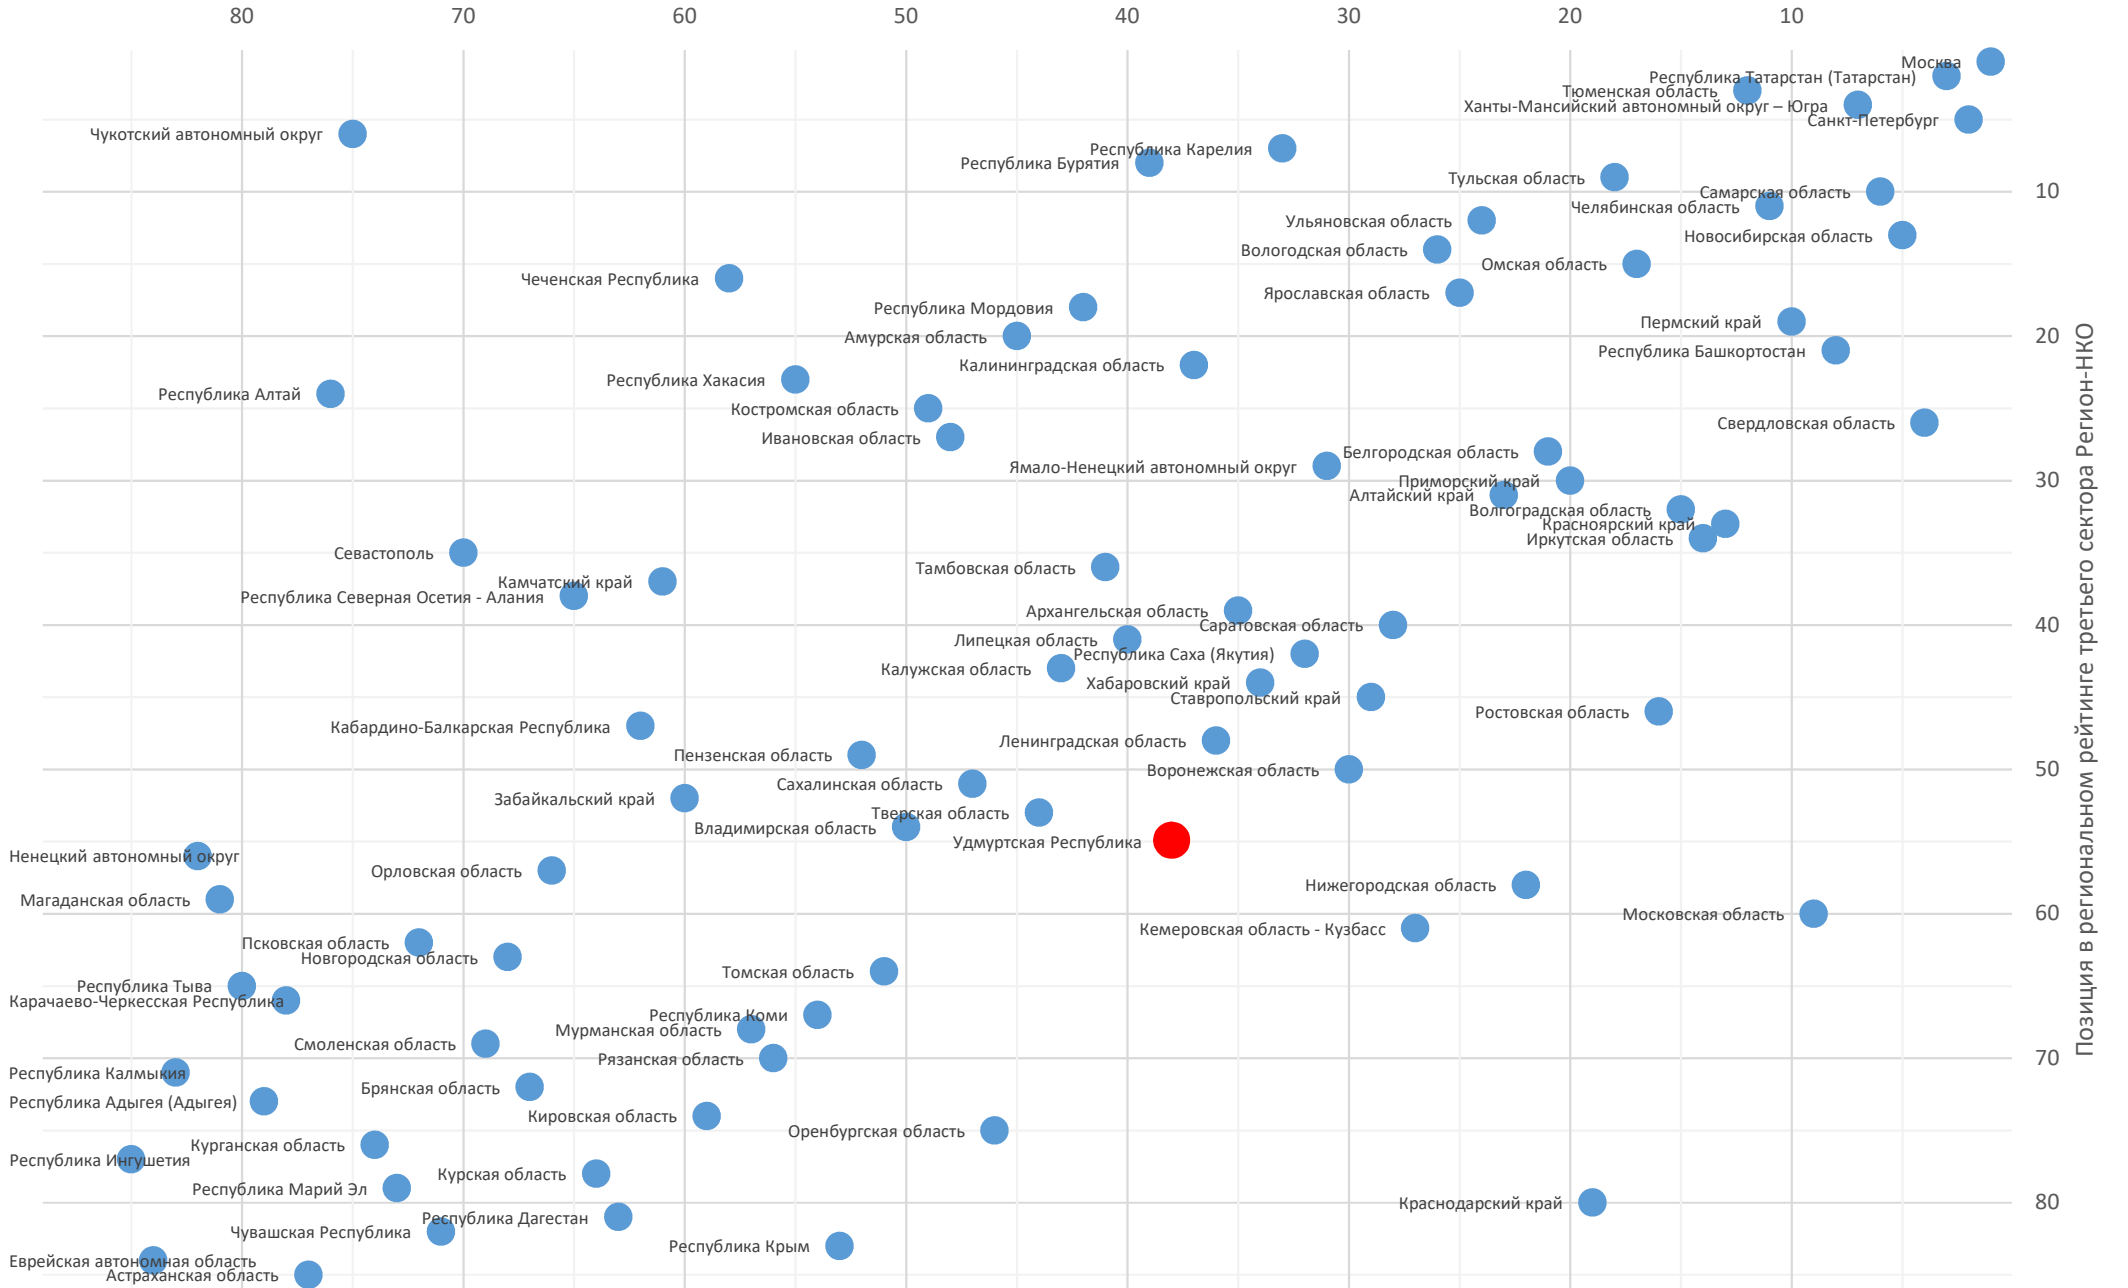 80 70 60 50 40 30 20 10
Москва
Республика Татарстан (Татарстан)
Тюменская область
Ханты-Мансийский автономный округ – Югра
Санкт-Петербург
Чукотский автономный округ
Республика Карелия
Республика Бурятия
Тульская область
10
Самарская область
Челябинская область
Ульяновская область
Новосибирская область
Вологодская область
Омская область
Чеченская Республика
Ярославская область
Республика Мордовия
Пермский край
20
Амурская область
Республика Башкортостан
Калининградская область
Республика Хакасия
Республика Алтай
Костромская область
Свердловская область
Ивановская область
Белгородская область
Ямало-Ненецкий автономный округ
30
Приморский край
Алтайский край
Волгоградская область
Красноярский край
Иркутская область
Севастополь
Тамбовская область
Камчатский край
Республика Северная Осетия - Алания
Архангельская область
40
Саратовская область
Липецкая область
Республика Саха (Якутия)
Калужская область
Хабаровский край
Ставропольский край
Ростовская область
Кабардино-Балкарская Республика
Ленинградская область
Пензенская область
50
Воронежская область
Сахалинская область
Забайкальский край
Тверская область
Владимирская область
Удмуртская Республика
Ненецкий автономный округ
Орловская область
Нижегородская область
Магаданская область
60
Московская область
Кемеровская область - Кузбасс
Псковская область
Новгородская область
Томская область
Республика Тыва
Карачаево-Черкесская Республика
Республика Коми
Мурманская область
Смоленская область
70
Рязанская область
Республика Калмыкия
Брянская область
Республика Адыгея (Адыгея)
Кировская область
Оренбургская область
Курганская область
Республика Ингушетия
Курская область
Республика Марий Эл
80
Краснодарский край
Республика Дагестан
Чувашская Республика
Республика Крым
Еврейская автономная область
Астраханская область
Позиция в региональном рейтинге третьего сектора Регион-НКО